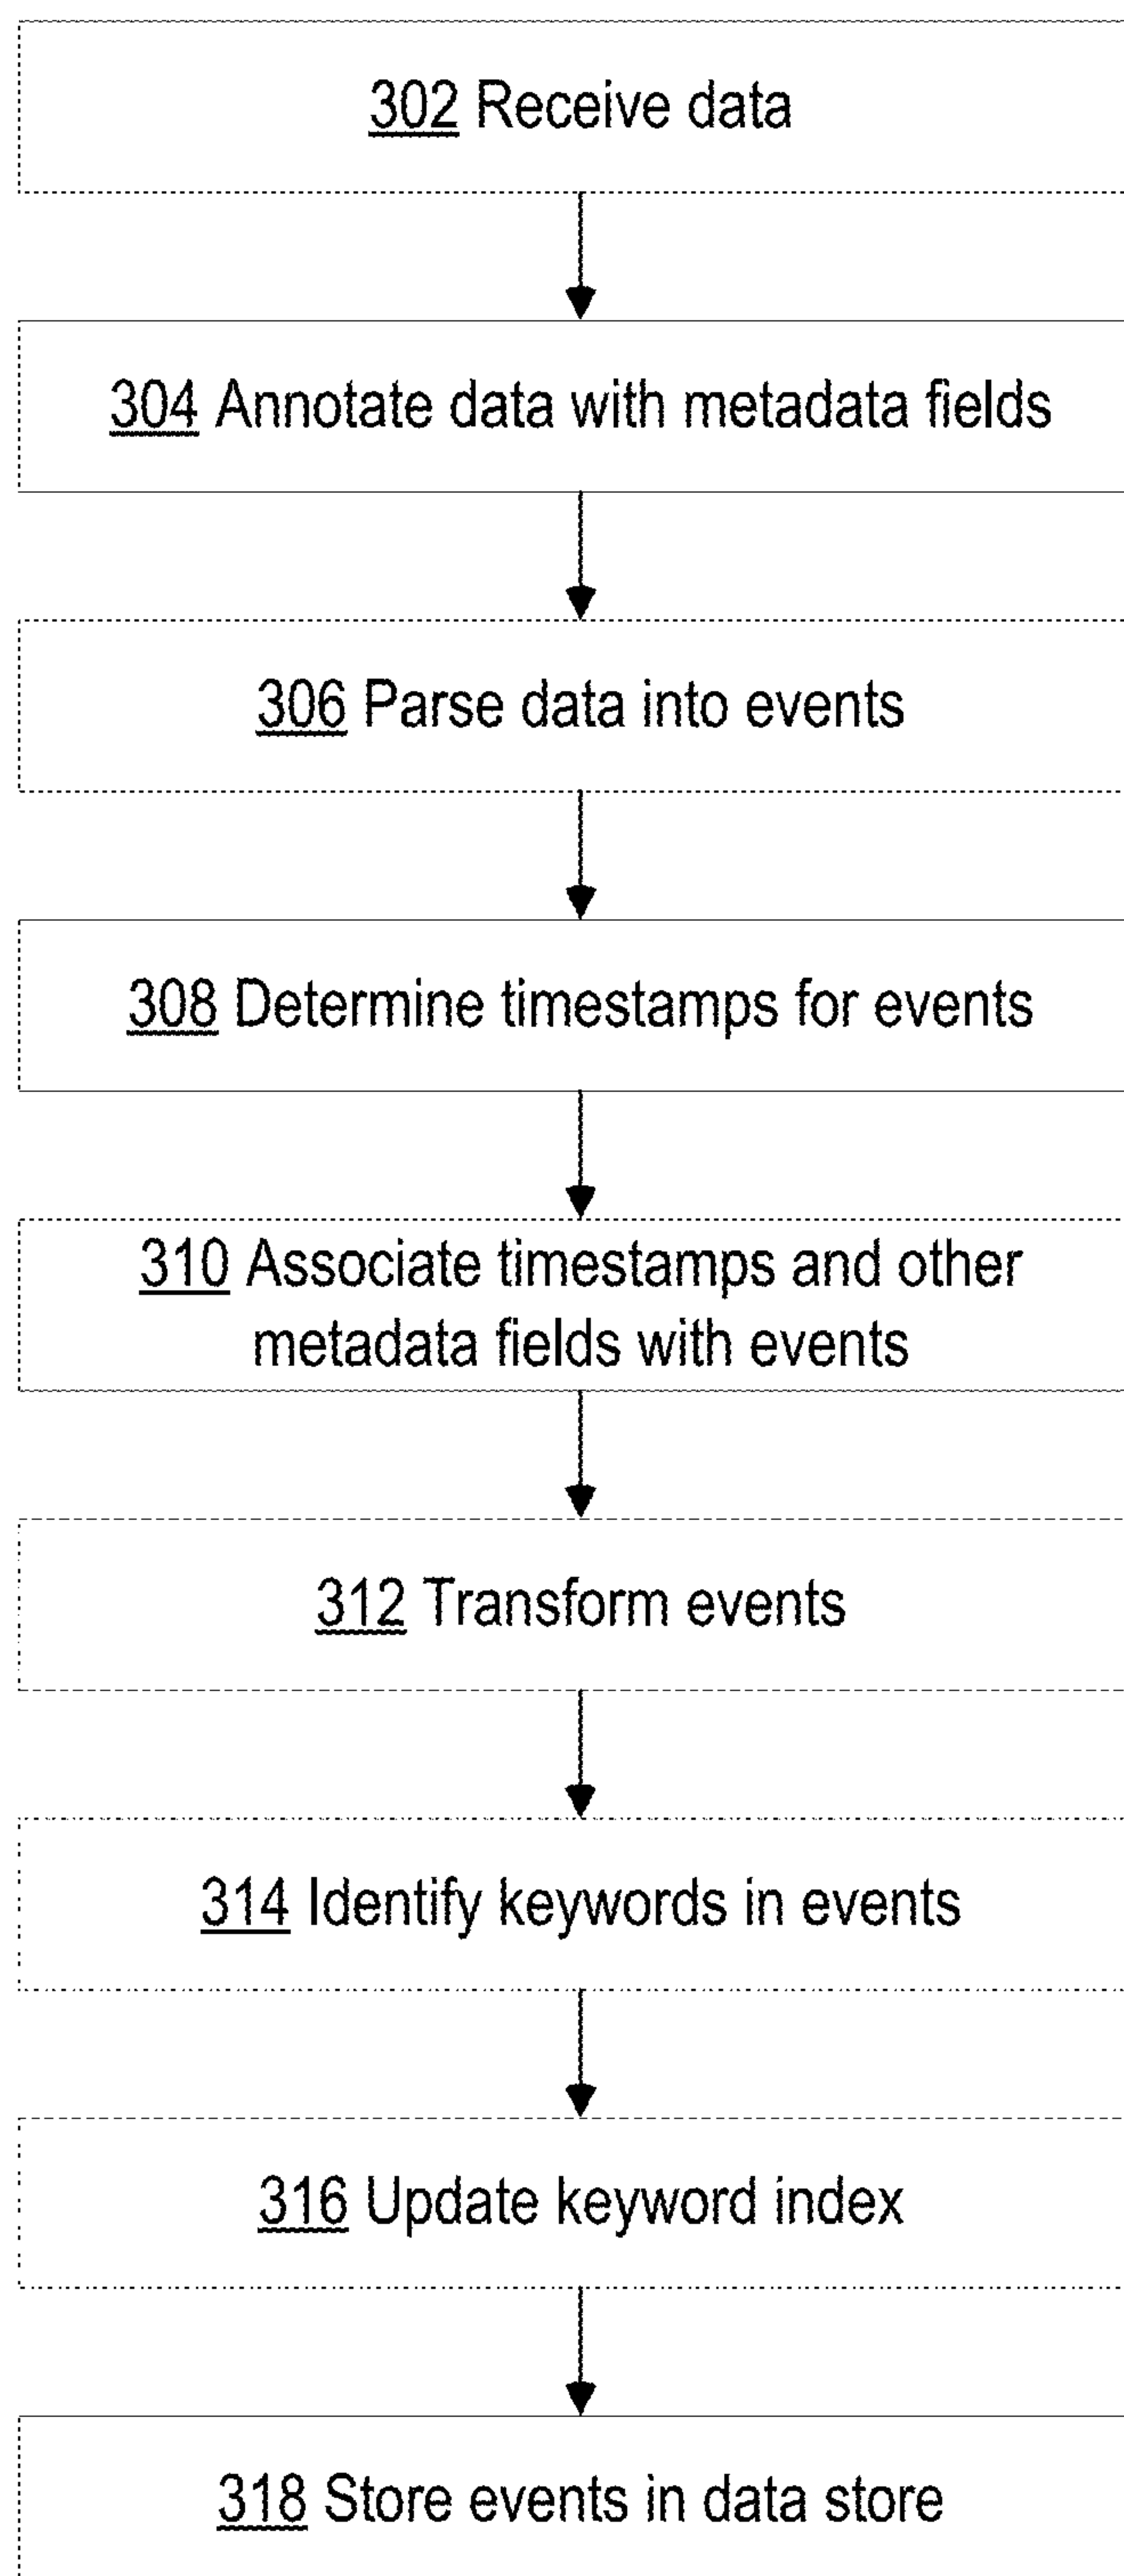 302 Receive data
304 Annotate data with metadata fields
306 Parse data into events
308 Determine timestamps for events
310 Associate timestamps and other
metadata fields with events
312 Transform events
314 Identify keywords in events
316 Update keyword index
318 Store events in data store